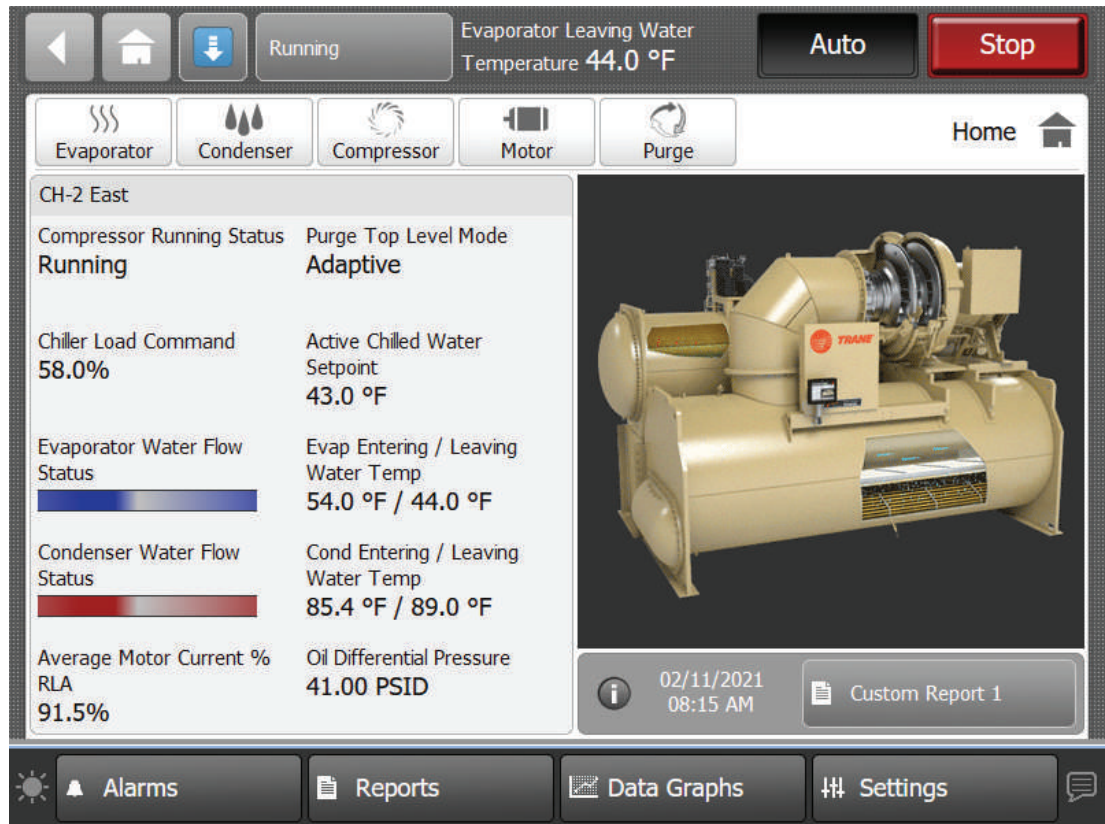 Running
Evaporator Leaving Water
Temperature 44.0 °F
Auto
Stop
Evaporator
Condenser
Compressor
Motor
Purge
Home
CH-2 East
Compressor Running Status
Running
Purge Top Level Mode
Adaptive
Chiller Load Command
58.0%
Active Chilled Water
Setpoint
43.0 °F
Evaporator Water Flow
Status
Evap Entering / Leaving
Water Temp
54.0 °F / 44.0 °F
Condenser Water Flow
Status
Cond Entering / Leaving
Water Temp
85.4 °F / 89.0 °F
Average Motor Current %
RLA
91.5%
Oil Differential Pressure
41.00 PSID
TRANE
02/11/2021
08:15 AM
Custom Report 1
Alarms
Reports
Data Graphs
Settings